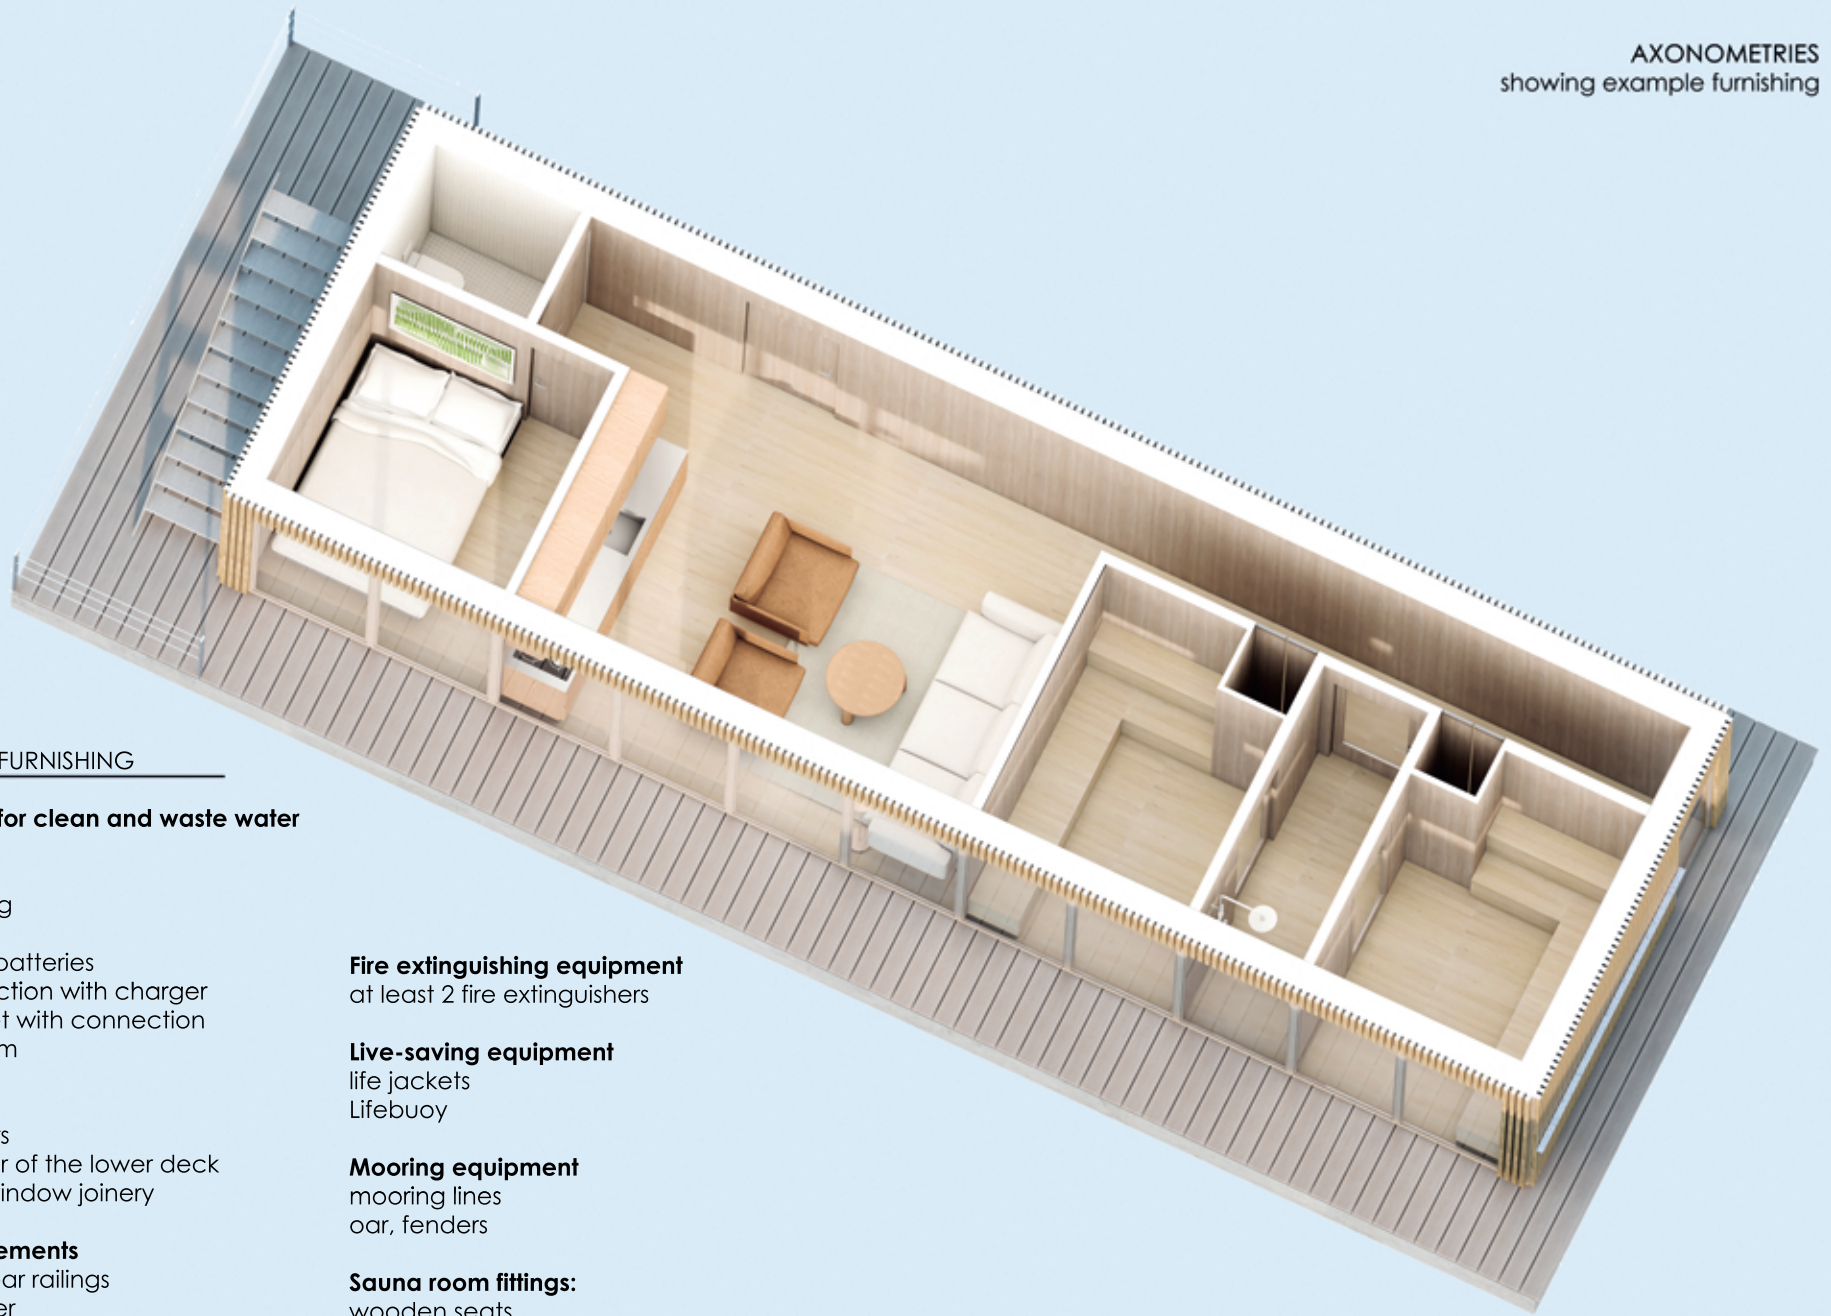 AXONOMETRIES
showing example furnishing
FURNISHING
for clean and waste water
g
batteries
ction with charger
t with connection
m
s
r of the lower deck
indow joinery
ements
ar railings
er
Fire extinguishing equipment
at least 2 fire extinguishers
Live-saving equipment
life jackets
Lifebuoy
Mooring equipment
mooring lines
oar, fenders
Sauna room fittings:
wooden seats